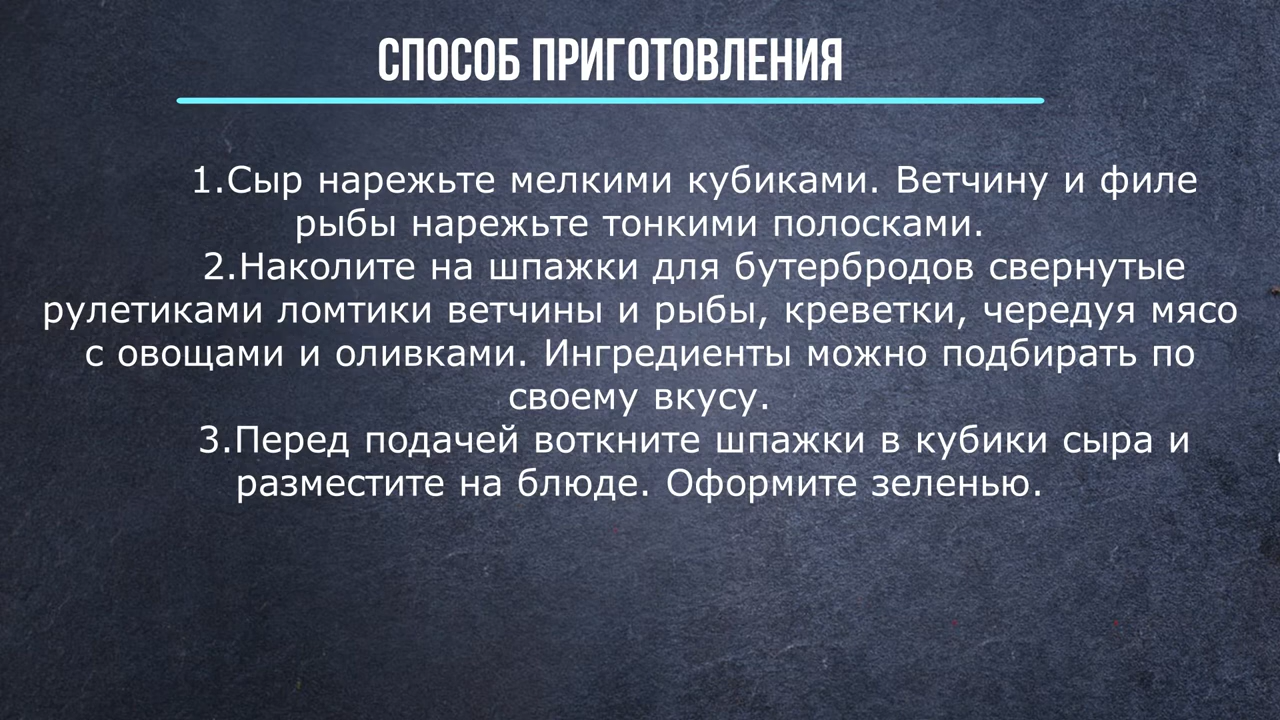 СПОСОБ ПРИГОТОВЛЕНИЯ
1.Сыр нарежьте мелкими кубиками. Ветчину и филе
рыбы нарежьте тонкими полосками.
2.Наколите на шпажки для бутербродов свернутые
рулетиками ломтики ветчины и рыбы, креветки, чередуя мясо
с овощами и оливками. Ингредиенты можно подбирать по
своему вкусу.
3.Перед подачей воткните шпажки в кубики сыра и
разместите на блюде. Оформите зеленью.